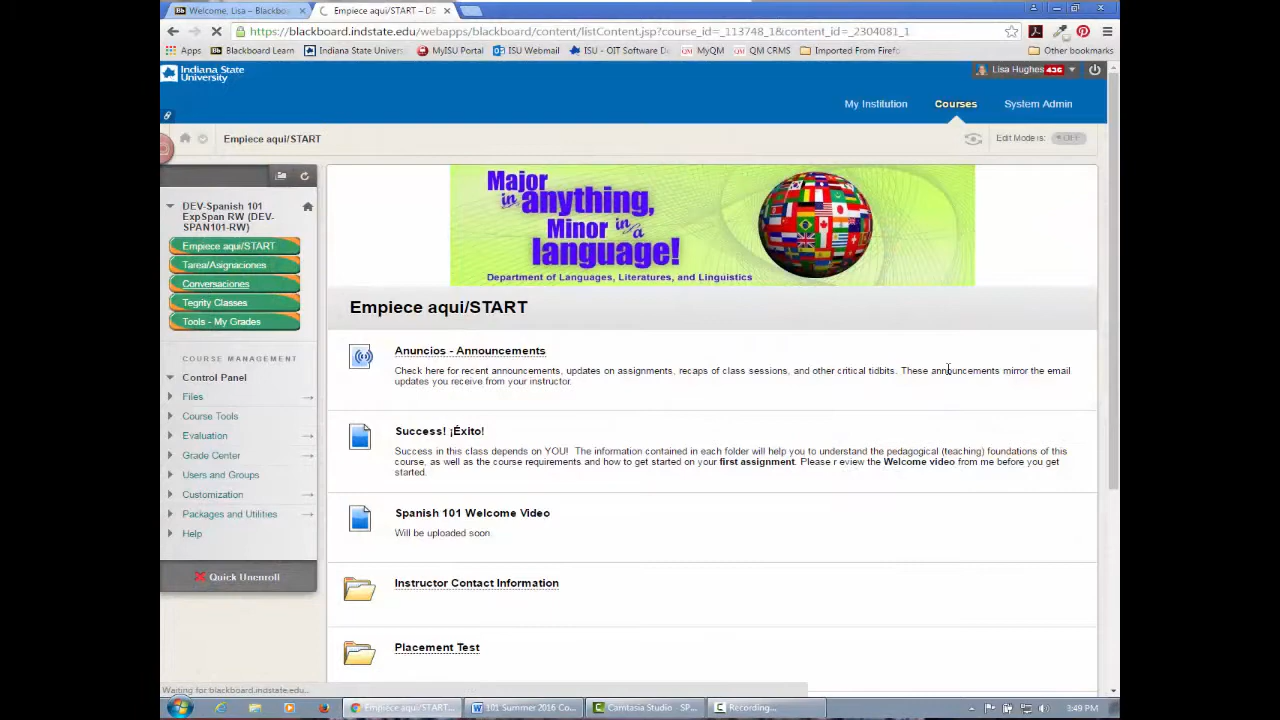 Welcome, Lisa – Blackboa
Empiece aqui/START – DE
https://blackboard.indstate.edu/webapps/blackboard/content/listContent.jsp?course_id=_113748_1&content_id=_2304081_1
Apps
Blackboard Learn
Indiana State Univers
MyISU Portal
ISU Webmail
ISU - OIT Software D
MyQM
QM CRMS
Imported From Firef
Other bookmarks
Indiana State
University
Lisa Hughes 436
My Institution
Courses
System Admin
Empiece aqui/START
Edit Mode is:
OFF
DEV-Spanish 101
ExpSpan RW (DEV-
SPAN101-RW)
Empiece aqui/START
Tarea/Asignaciones
Conversaciones
Tegrity Classes
Tools - My Grades
COURSE MANAGEMENT
Control Panel
Files
Course Tools
Evaluation
Grade Center
Users and Groups
Customization
Packages and Utilities
Help
Quick Unenroll
Major
in anything,
Minor in a
language!
Department of Languages, Literatures, and Linguistics
Empiece aqui/START
Anuncios - Announcements
Check here for recent announcements, updates on assignments, recaps of class sessions, and other critical tidbits. These announcements mirror the email
updates you receive from your instructor.
Success! ¡Éxito!
Success in this class depends on YOU! The information contained in each folder will help you to understand the pedagogical (teaching) foundations of this
course, as well as the course requirements and how to get started on your first assignment. Please r eview the Welcome video from me before you get
started.
Spanish 101 Welcome Video
Will be uploaded soon
Instructor Contact Information
Placement Test
Waiting for blackboard.indstate.edu...
Empiece aqui/START...
101 Summer 2016 Co...
Camtasia Studio - SP...
Recording...
3:49 PM